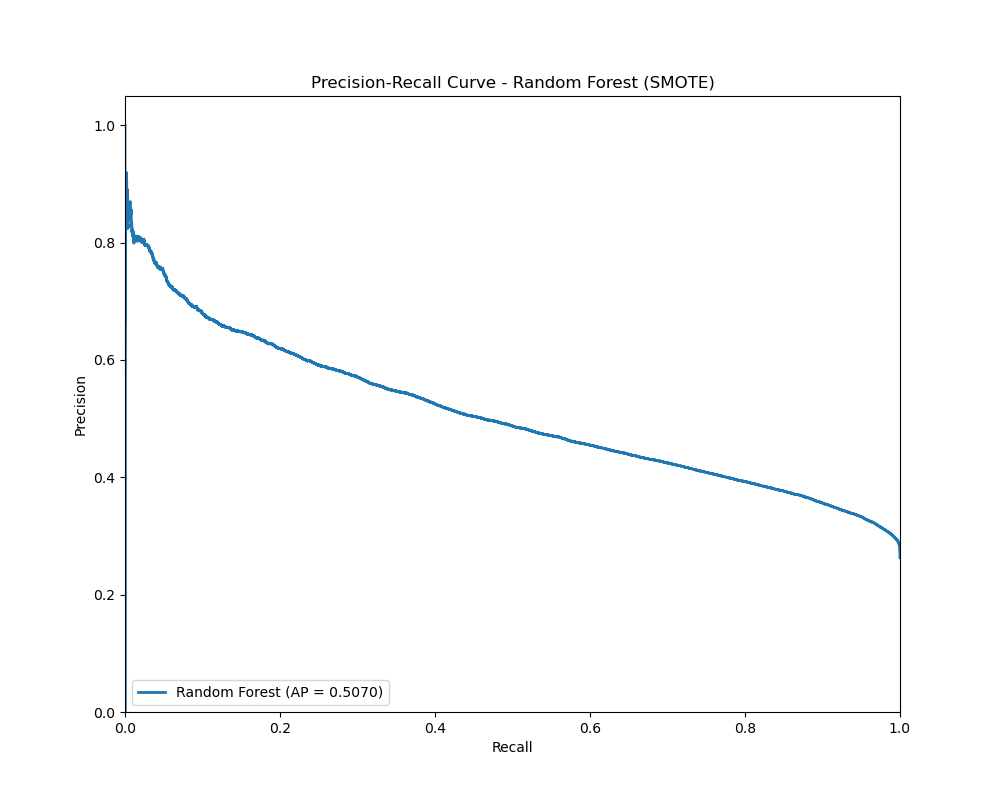 Precision-Recall Curve - Random Forest (SMOTE)
1.0
0.8
0.6
0.4
0.2
0.0
Precision
Random Forest (AP = 0.5070)
0.0 0.2 0.4 0.6 0.8 1.0
Recall